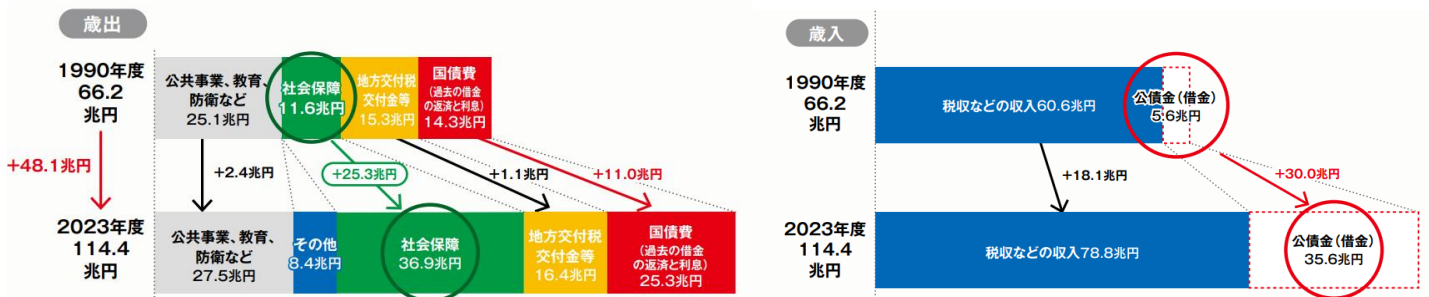 歳出
1990年度
66.2
兆円
公共事業、教育、
防衛など
25.1兆円
社会保障
11.6兆円
地方交付税
交付金等
15.3兆円
国債費
(過去の借金
の返済と利息)
14.3兆円
+48.1兆円
+2.4兆円
+25.3兆円
+1.1兆円
+11.0兆円
2023年度
114.4
兆円
公共事業、教育、
防衛など
27.5兆円
その他
8.4兆円
社会保障
36.9兆円
地方交付税
交付金等
16.4兆円
国債費
(過去の借金
の返済と利息)
25.3兆円
歳入
1990年度
66.2
兆円
税収などの収入60.6兆円
公債金(借金)
5.6兆円
+18.1兆円
+30.0兆円
2023年度
114.4
兆円
税収などの収入78.8兆円
公債金(借金)
35.6兆円